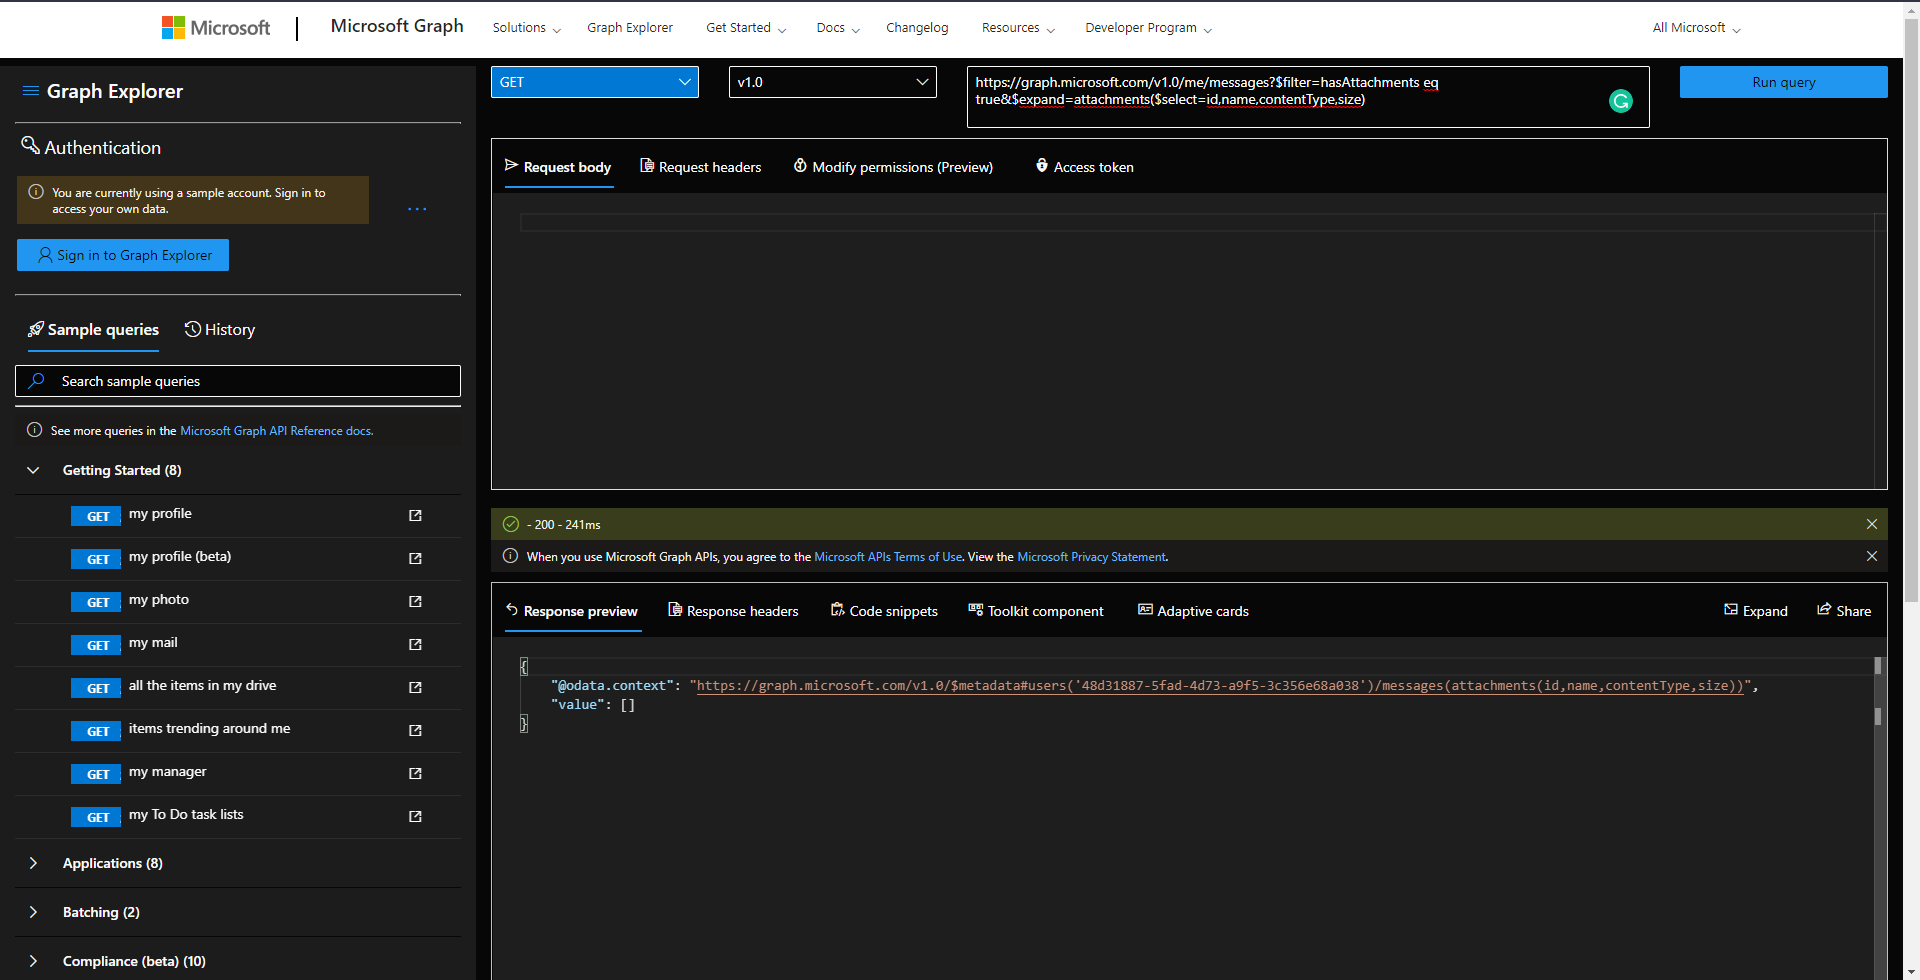 Microsoft
Microsoft Graph
Solutions
Graph Explorer
Get Started
Docs
Changelog
Resources
Developer Program
All Microsoft
Graph Explorer
Authentication
You are currently using a sample account. Sign in to
access your own data.
...
Sign in to Graph Explorer
Sample queries
History
Search sample queries
See more queries in the Microsoft Graph API Reference docs.
Getting Started (8)
GET my profile
GET my profile (beta)
GET my photo
GET my mail
GET all the items in my drive
GET items trending around me
GET my manager
GET my To Do task lists
Applications (8)
Batching (2)
Compliance (beta) (10)
GET
v1.0
https://graph.microsoft.com/v1.0/me/messages?$filter=hasAttachments eq
true&$expand=attachments($select=id,name,contentType,size)
Run query
Request body
Request headers
Modify permissions (Preview)
Access token
- 200 - 241ms
When you use Microsoft Graph APIs, you agree to the Microsoft APIs Terms of Use. View the Microsoft Privacy Statement.
Response preview
Response headers
Code snippets
Toolkit component
Adaptive cards
Expand
Share
{
"@odata.context": "https://graph.microsoft.com/v1.0/$metadata#users('48d31887-5fad-4d73-a9f5-3c356e68a038')/messages(attachments(id,name,contentType,size))",
"value": []
}